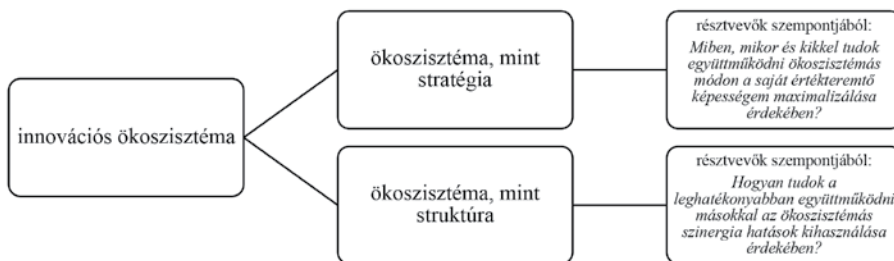 innovációs ökoszisztéma
ökoszisztéma, mint
stratégia
résztvevők szempontjából:
Miben, mikor és kikkel tudok
együttműködni ökoszisztémás
módon a saját értékteremtő
képességem maximalizálása
érdekében?
ökoszisztéma, mint
struktúra
résztvevők szempontjából:
Hogyan tudok a
leghatékonyabban együttműködni
másokkal az ökoszisztémás
szinergia hatások kihasználása
érdekében?